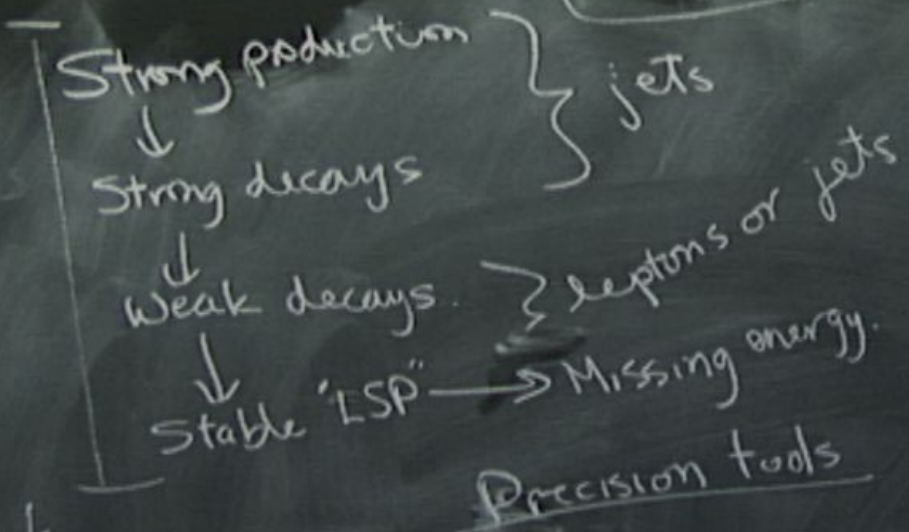 Strong production } jets
↓
Strong decays
↓
Weak decays. } leptons or jets
↓
Stable "LSP" → Missing energy.
Precision tools